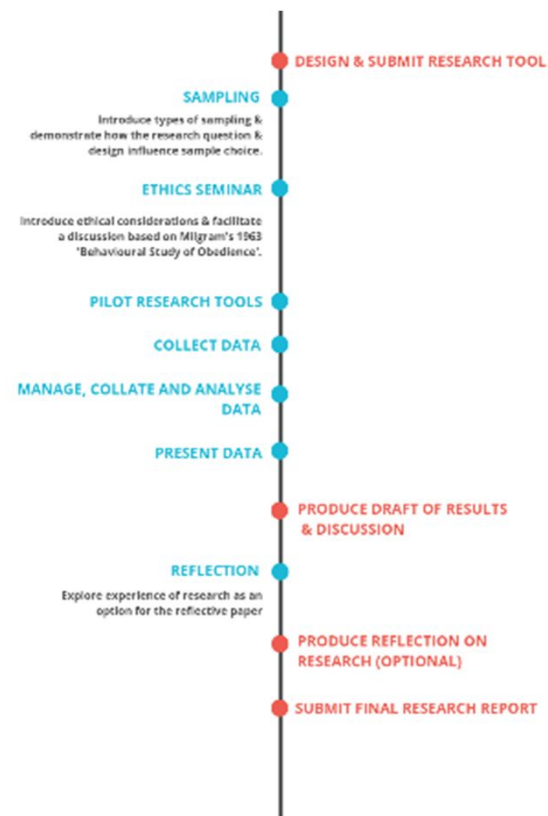 DESIGN & SUBMIT RESEARCH TOOL
SAMPLING
Introduce types of sampling &
demonstrate how the research question &
design influence sample choice.
ETHICS SEMINAR
Introduce ethical considerations & facilitate
a discussion based on Milgram's 1963
'Behavioural Study of Obedience'.
PILOT RESEARCH TOOLS
COLLECT DATA
MANAGE, COLLATE AND ANALYSE
DATA
PRESENT DATA
PRODUCE DRAFT OF RESULTS
& DISCUSSION
REFLECTION
Explore experience of research as an
option for the reflective paper
PRODUCE REFLECTION ON
RESEARCH (OPTIONAL)
SUBMIT FINAL RESEARCH REPORT